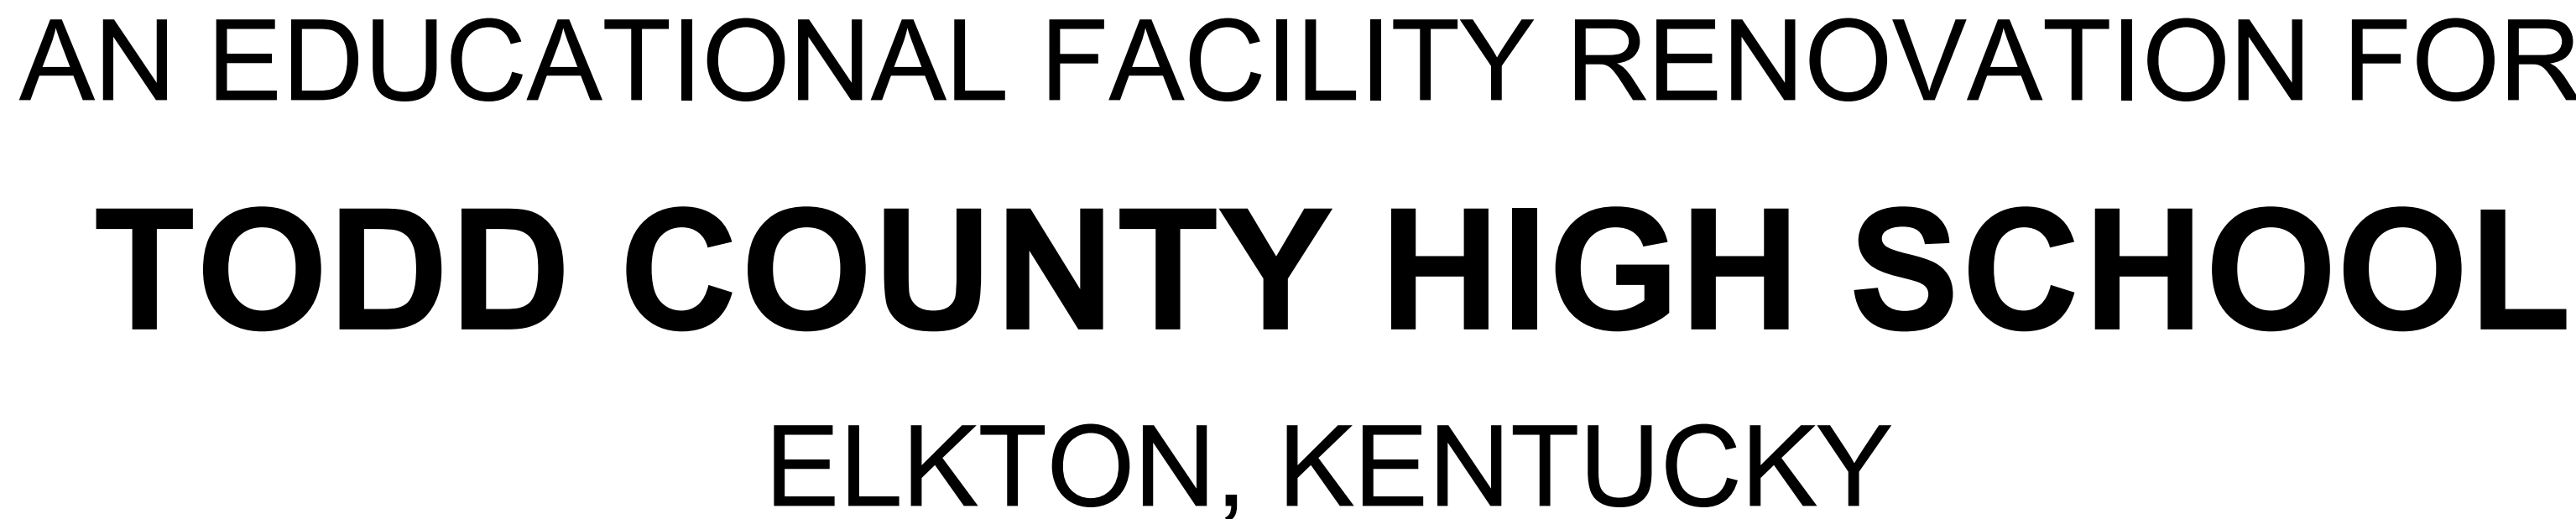 AN EDUCATIONAL FACILITY RENOVATION FOR
TODD COUNTY HIGH SCHOOL
ELKTON, KENTUCKY